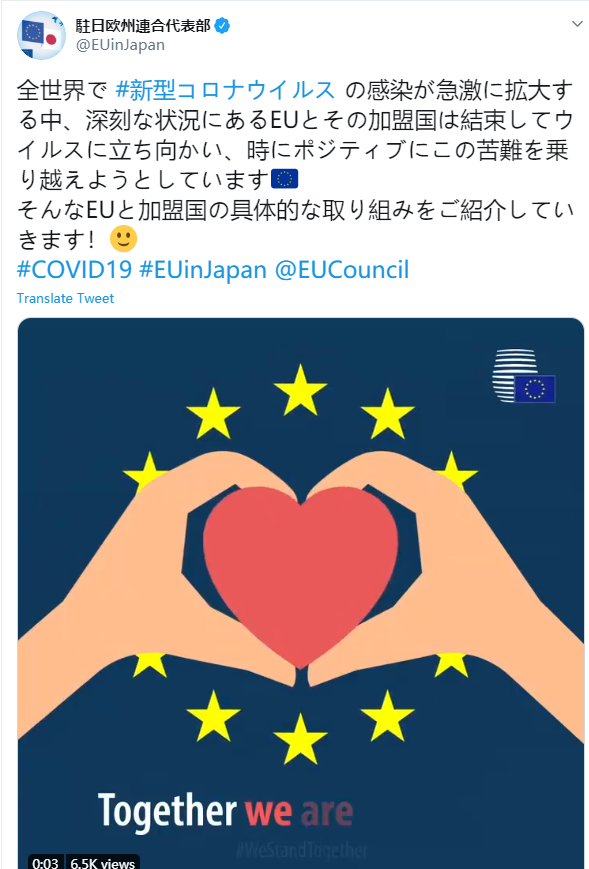 駐日欧州連合代表部
@EUinJapan
全世界で #新型コロナウイルス の感染が急激に拡大す
る中、深刻な状況にあるEUとその加盟国は結束してウ
イルスに立ち向かい、時にポジティブにこの苦難を乗
り越えようとしています🇪🇺
そんなEUと加盟国の具体的な取り組みをご紹介してい
きます！🙂
#COVID19 #EUinJapan @EUCouncil
Translate Tweet
Together we are
#WeStandTogether
0:03 6.5K views